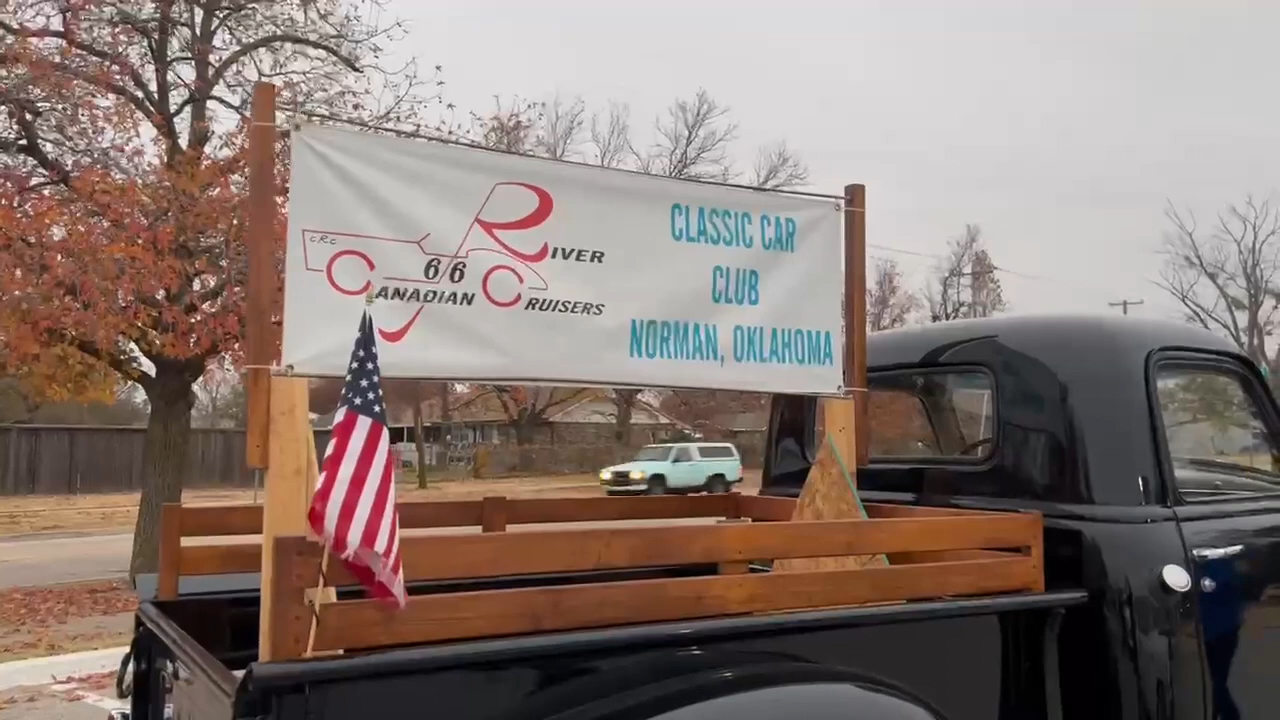 CRC
RIVER
66
CANADIAN CRUISERS
CLASSIC CAR
CLUB
NORMAN, OKLAHOMA